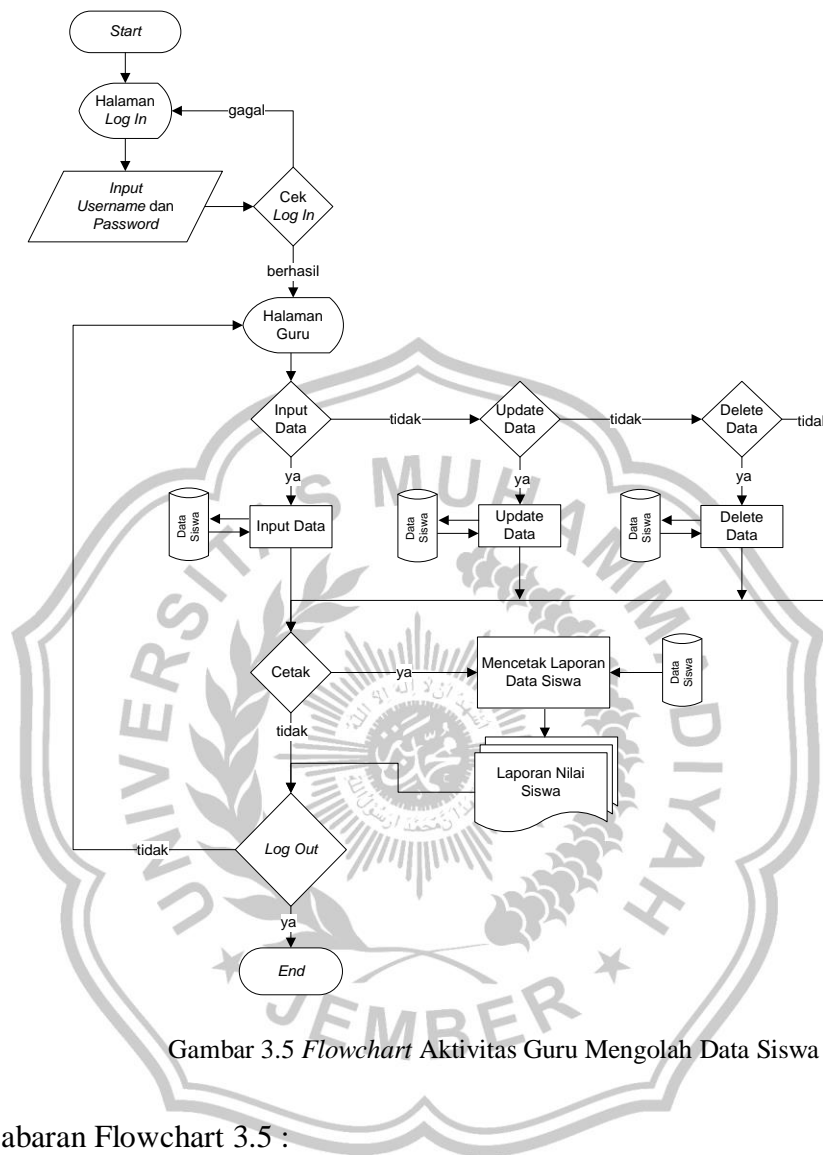 Start
Halaman
Log In
gagal
Input
Username dan
Password
Cek
Log In
berhasil
Halaman
Guru
Input
Data
tidak
Update
Data
tidak
Delete
Data
tidak
ya
ya
ya
Data
Siswa
Input Data
Data
Siswa
Update
Data
Data
Siswa
Delete
Data
Cetak
ya
Mencetak Laporan
Data Siswa
Data
Siswa
tidak
Laporan Nilai
Siswa
tidak
Log Out
ya
End
UNIVERSITAS MUHAMMADIYAH
JEMBER
Gambar 3.5 Flowchart Aktivitas Guru Mengolah Data Siswa
abaran Flowchart 3.5 :